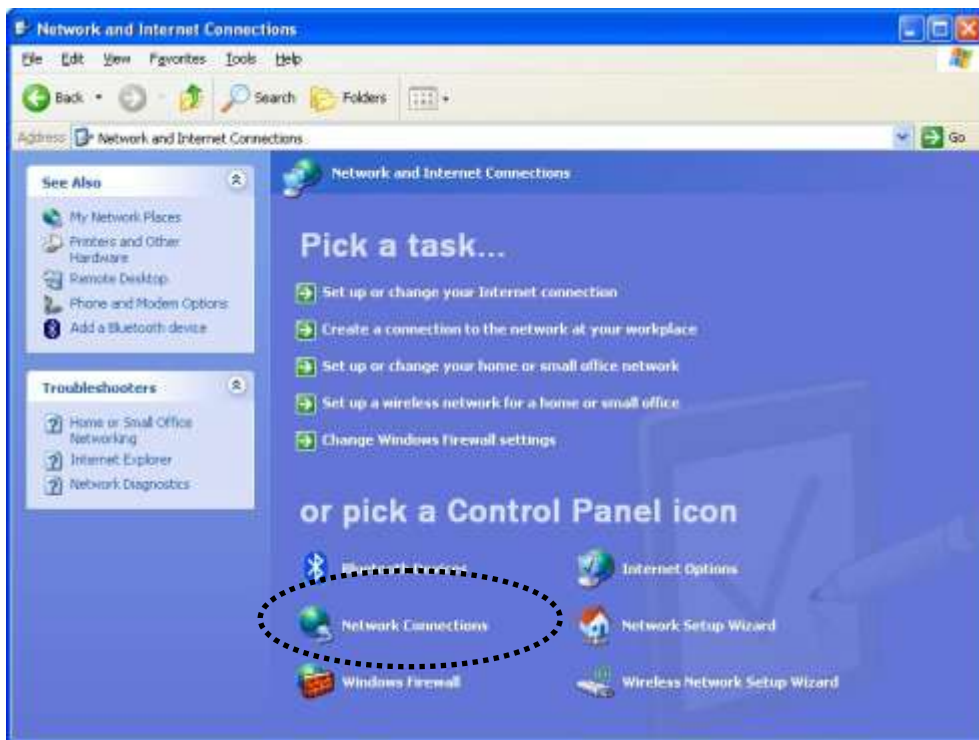 Network and Internet Connections
File Edit View Favorites Tools Help
Back Search Folders
Address Network and Internet Connections Go
See Also
My Network Places
Printers and Other
Hardware
Remote Desktop
Phone and Modem Options
Add a Bluetooth device
Troubleshooters
Home or Small Office
Networking
Internet Explorer
Network Diagnostics
Network and Internet Connections
Pick a task...
Set up or change your Internet connection
Create a connection to the network at your workplace
Set up or change your home or small office network
Set up a wireless network for a home or small office
Change Windows Firewall settings
or pick a Control Panel icon
Bluetooth Devices
Internet Options
Network Connections
Network Setup Wizard
Windows Firewall
Wireless Network Setup Wizard